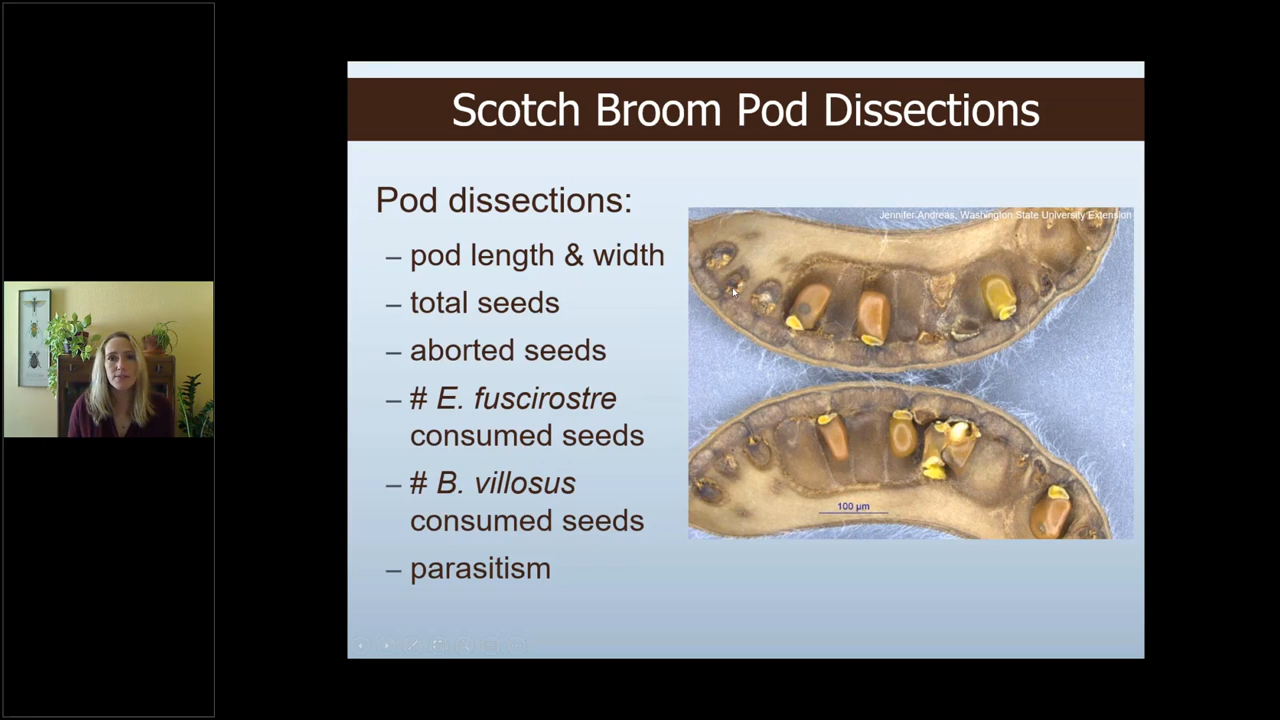 Scotch Broom Pod Dissections
Pod dissections:
– pod length & width
– total seeds
– aborted seeds
– # E. fuscirostre
consumed seeds
– # B. villosus
consumed seeds
– parasitism
Jennifer Andreas, Washington State University Extension
100 µm